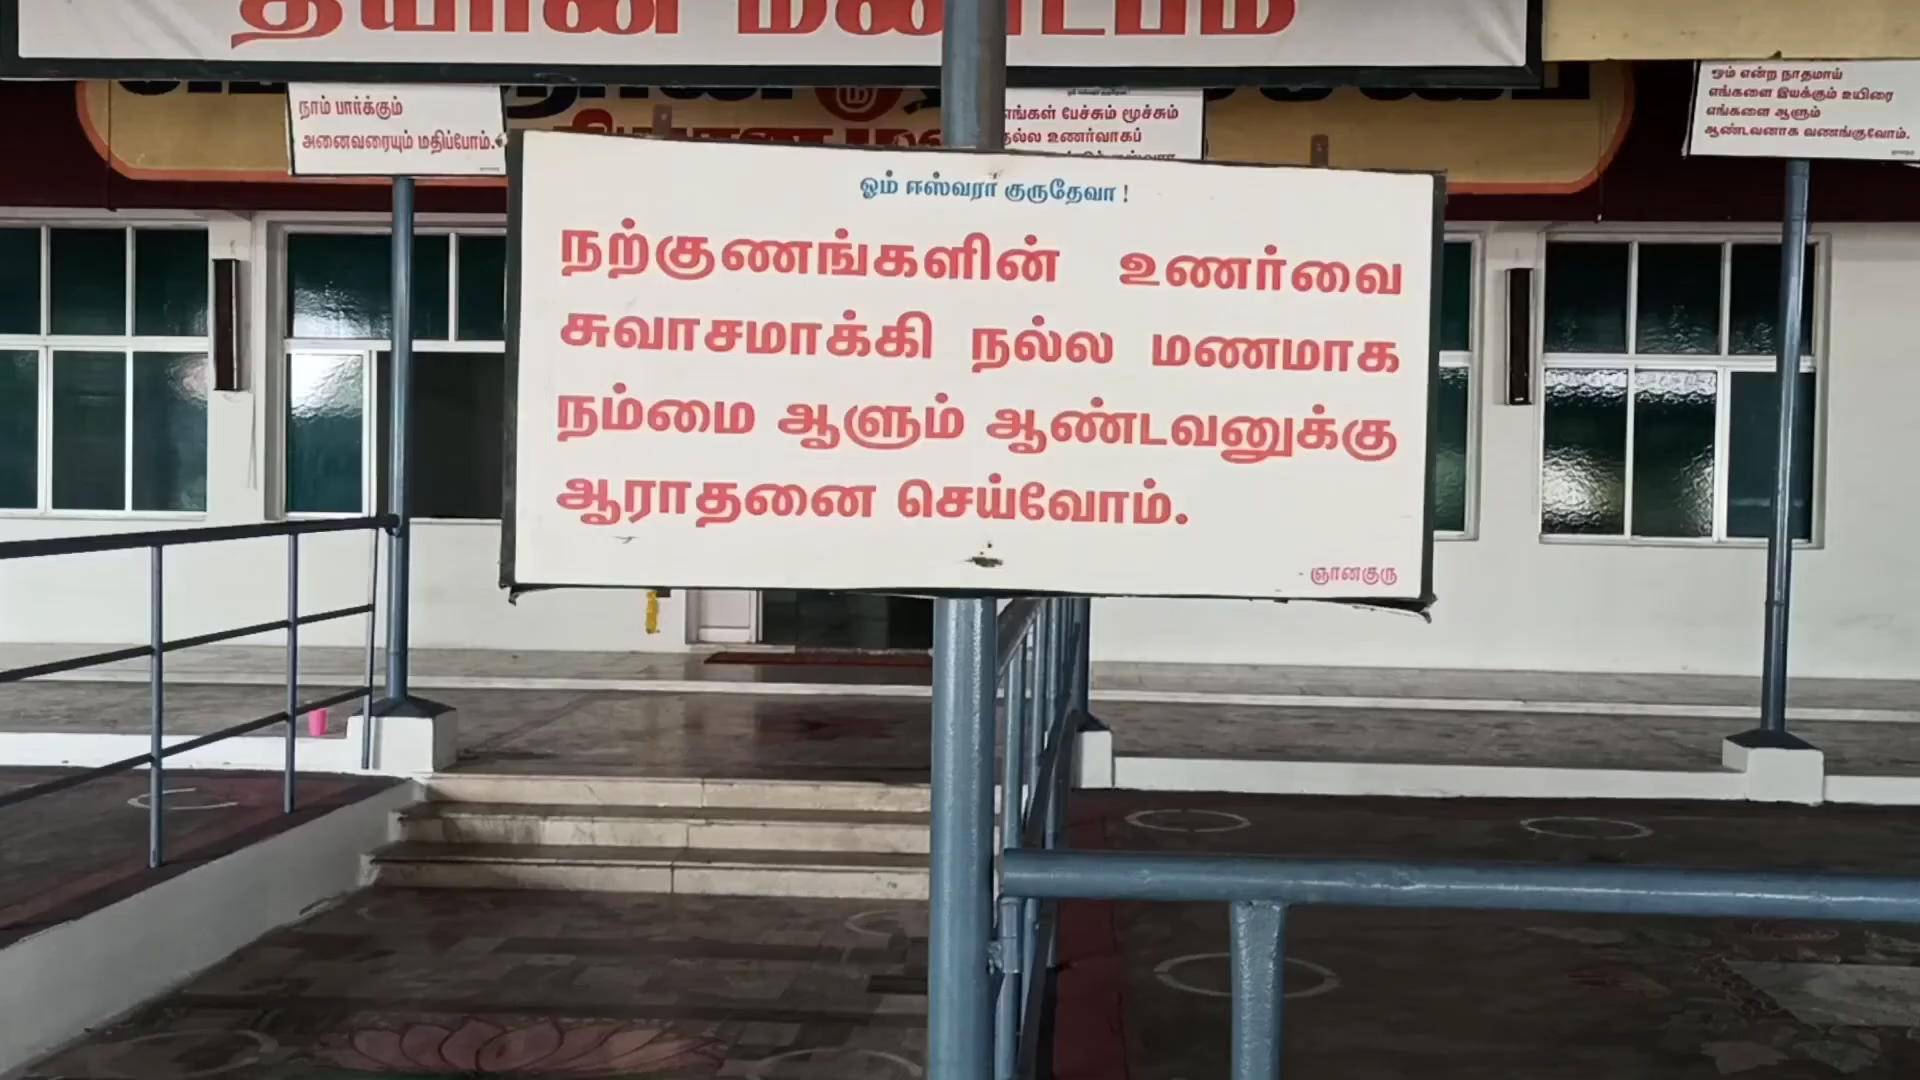 தியான மண்டபம்
நாம் பார்க்கும்
அனைவரையும் மதிப்போம்.
எங்கள் பேச்சும் மூச்சும்
நல்ல உணர்வாகப்
ஓம் என்ற நாதமாய்
எங்களை இயக்கும் உயிரை
எங்களை ஆளும்
ஆண்டவனாக வணங்குவோம்.
ஓம் ஈஸ்வரா குருதேவா !
நற்குணங்களின் உணர்வை
சுவாசமாக்கி நல்ல மணமாக
நம்மை ஆளும் ஆண்டவனுக்கு
ஆராதனை செய்வோம்.
- ஞானகுரு